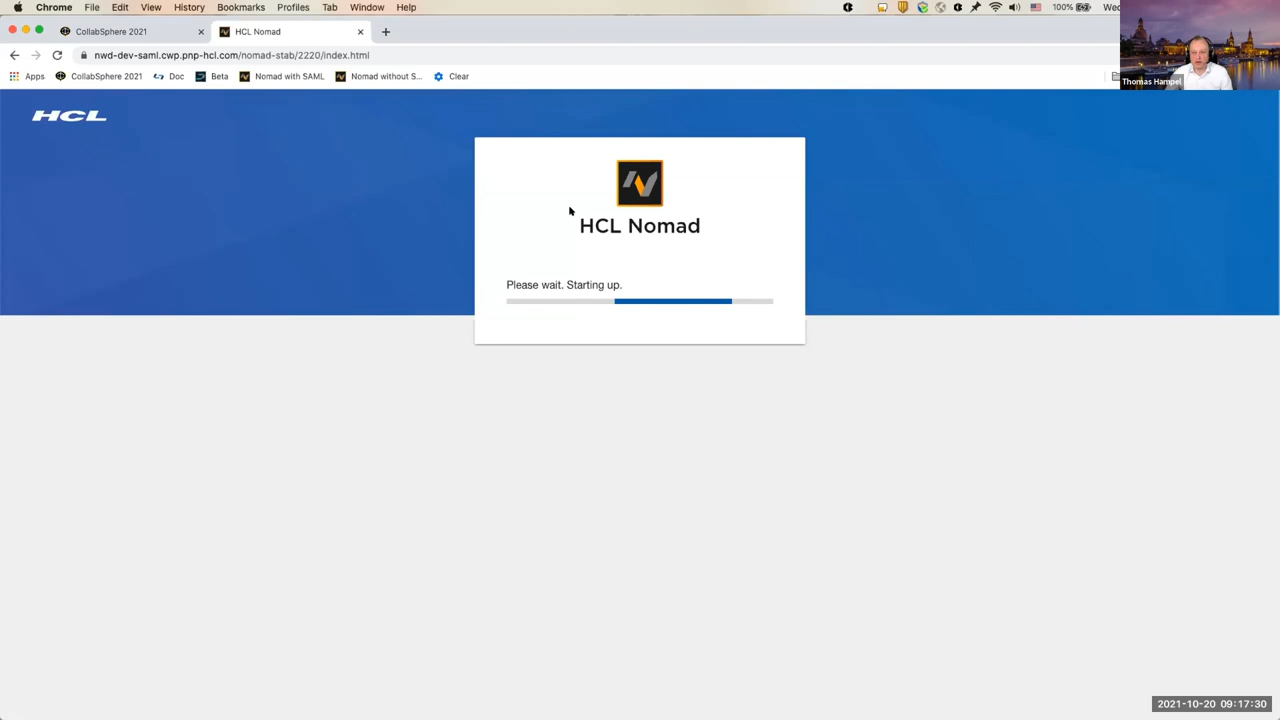 Chrome File Edit View History Bookmarks Profiles Tab Window Help 100%
CollabSphere 2021 HCL Nomad
nwd-dev-saml.cwp.pnp-hcl.com/nomad-stab/2220/index.html
Apps CollabSphere 2021 Doc Beta Nomad with SAML Nomad without S... Clear
Thomas Hampel
HCL
HCL Nomad
Please wait. Starting up.
2021-10-20 09:17:30